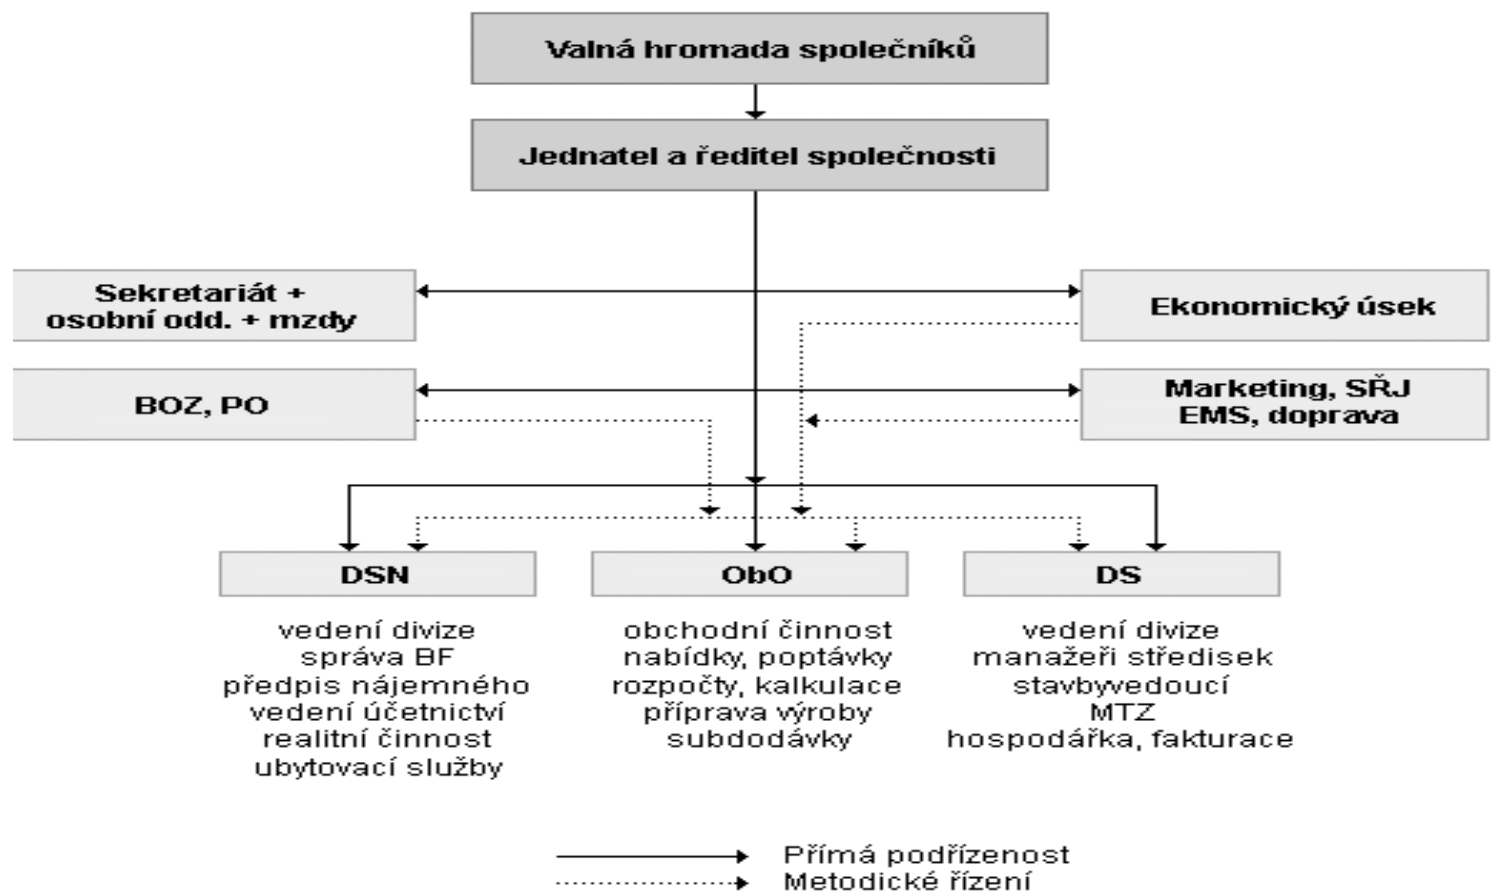 Valná hromada společníků
Jednatel a ředitel společnosti
Sekretariát +
osobní odd. + mzdy
Ekonomický úsek
BOZ, PO
Marketing, SŘJ
EMS, doprava
DSN
ObO
DS
vedení divize
správa BF
předpis nájemného
vedení účetnictví
realitní činnost
ubytovací služby
obchodní činnost
nabídky, poptávky
rozpočty, kalkulace
příprava výroby
subdodávky
vedení divize
manažeři středisek
stavbyvedoucí
MTZ
hospodářka, fakturace
Přímá podřízenost
Metodické řízení